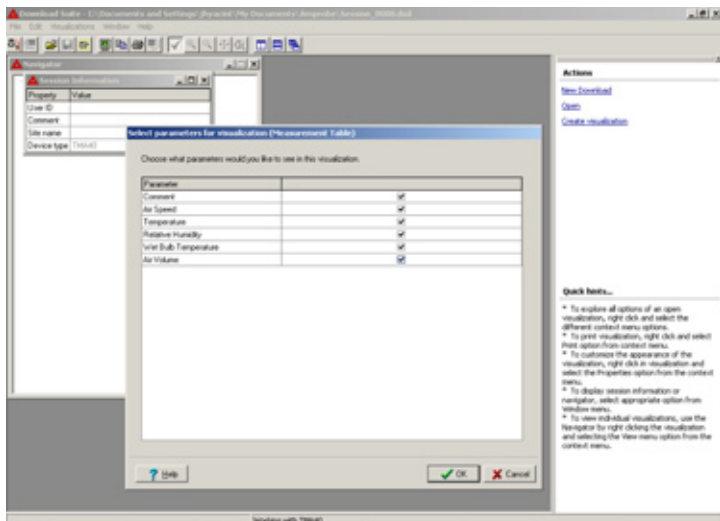 Download Suite - C:\Documents and Settings\ \My Documents\Amprobe\Session_0000.dsd
File Edit Visualizations Window Help
Navigator
Session Information
Property Value
User ID
Comment
Site name
Device type TMA40
Select parameters for visualization (Measurement Table)
Choose what parameters would you like to see in this visualization.
Parameter
Comment
Air Speed
Temperature
Relative Humidity
Wet Bulb Temperature
Air Volume
Help
OK
Cancel
Actions
New Download
Open
Create visualization
Quick hints...
* To explore all options of an open
visualization, right click and select the
different context menu options.
* To print visualization, right click and select
Print option from context menu.
* To customize the appearance of the
visualization, right click in visualization and
select the Properties option from the context
menu.
* To display session information or
navigator, select appropriate option from
Window menu.
* To view individual visualizations, use the
Navigator by right clicking the visualization
and selecting the View menu option from the
context menu.
Working with TMA40